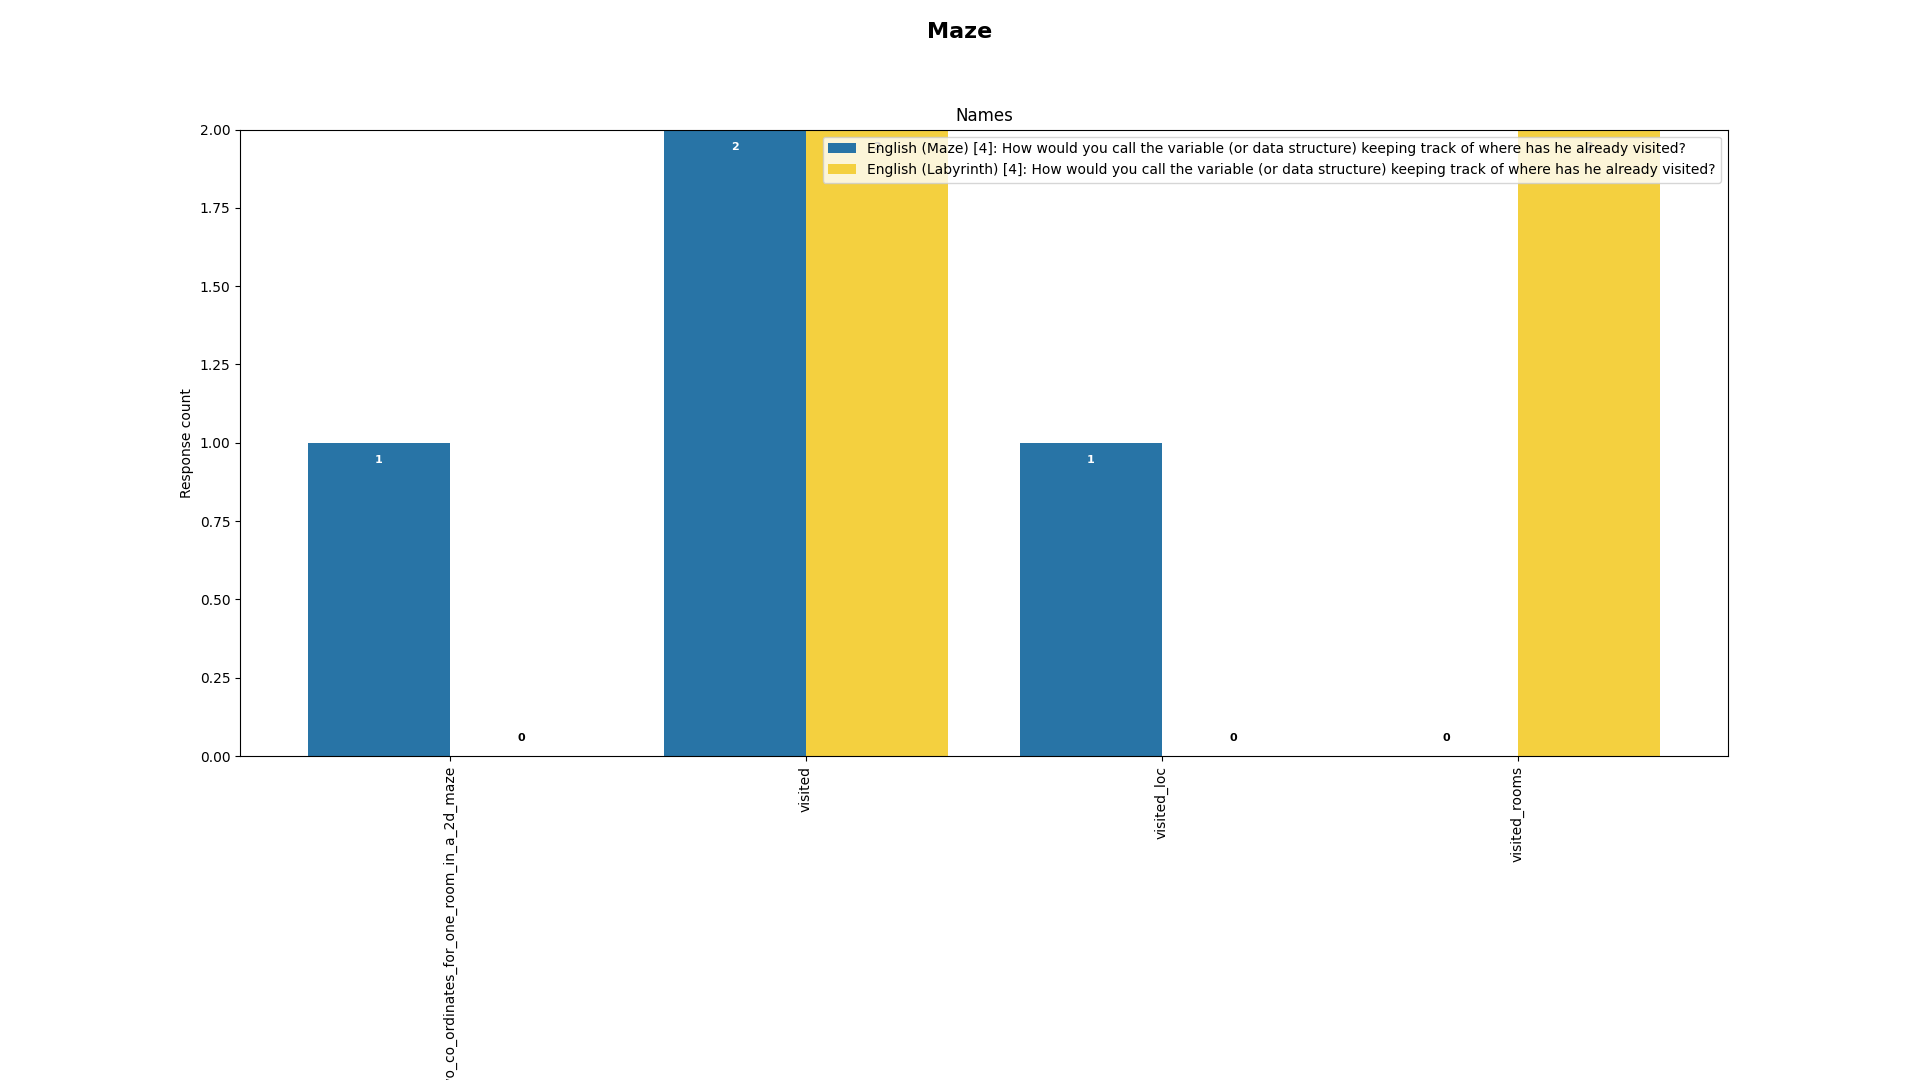 Maze
Names
English (Maze) [4]: How would you call the variable (or data structure) keeping track of where has he already visited?
English (Labyrinth) [4]: How would you call the variable (or data structure) keeping track of where has he already visited?
2.00
1.75
1.50
1.25
1.00
0.75
0.50
0.25
0.00
Response count
1
0
2
1
0
0
co_ordinates_for_one_room_in_a_2d_maze
visited
visited_loc
visited_rooms